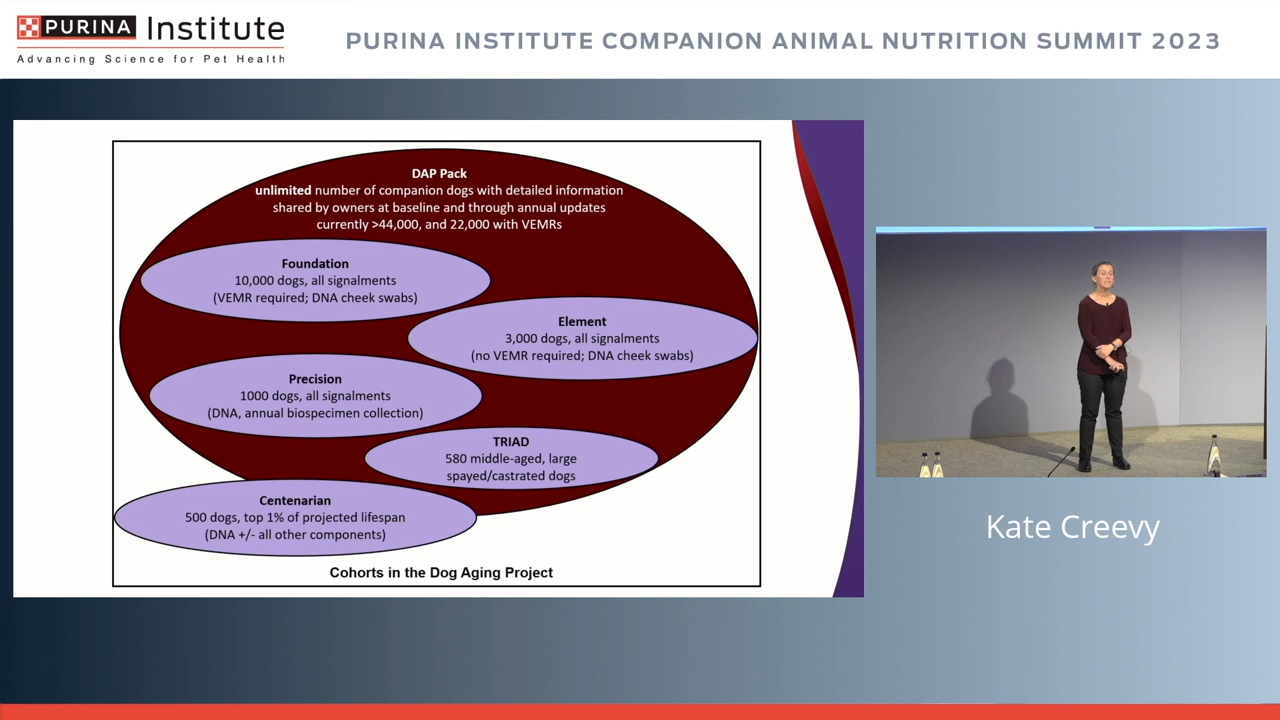 PURINA Institute
Advancing Science for Pet Health
PURINA INSTITUTE COMPANION ANIMAL NUTRITION SUMMIT 2023
DAP Pack
unlimited number of companion dogs with detailed information
shared by owners at baseline and through annual updates
currently >44,000, and 22,000 with VEMRs
Foundation
10,000 dogs, all signalments
(VEMR required; DNA cheek swabs)
Element
3,000 dogs, all signalments
(no VEMR required; DNA cheek swabs)
Precision
1000 dogs, all signalments
(DNA, annual biospecimen collection)
TRIAD
580 middle-aged, large
spayed/castrated dogs
Centenarian
500 dogs, top 1% of projected lifespan
(DNA +/- all other components)
Cohorts in the Dog Aging Project
Kate Creevy